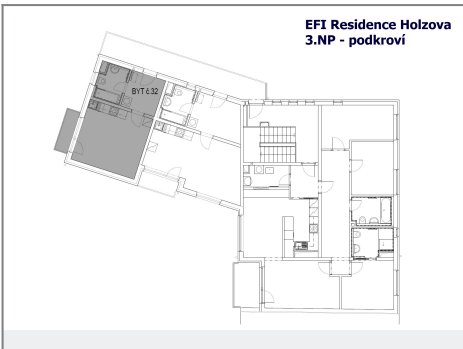 EFI Residence Holzova
3.NP - podkroví
BYT č.32